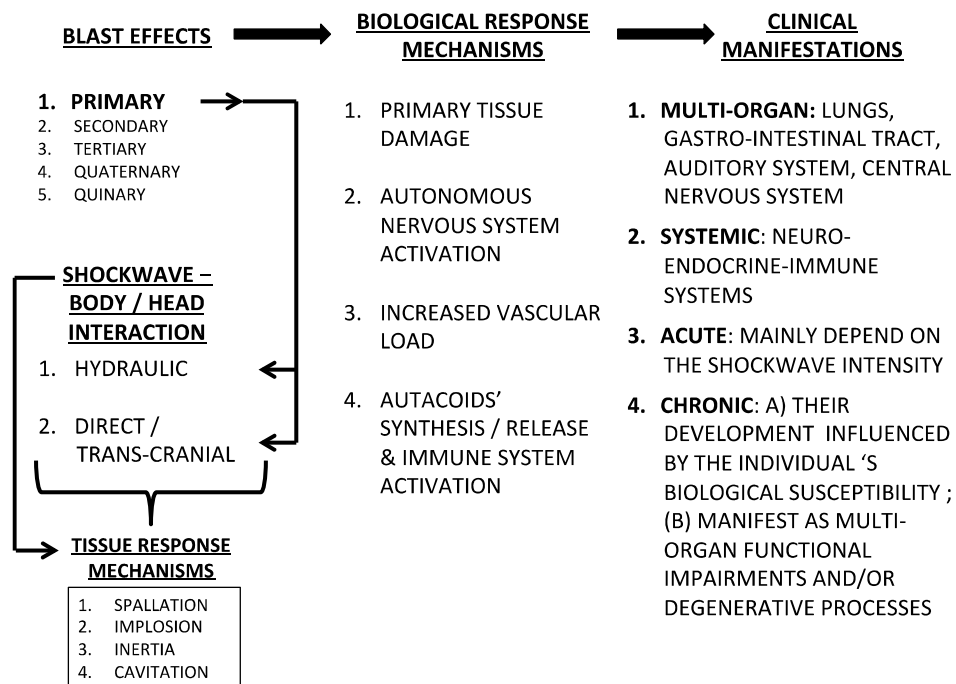 BLAST EFFECTS
1. PRIMARY
2. SECONDARY
3. TERTIARY
4. QUATERNARY
5. QUINARY
SHOCKWAVE –
BODY / HEAD
INTERACTION
1. HYDRAULIC
2. DIRECT /
TRANS-CRANIAL
TISSUE RESPONSE
MECHANISMS
1. SPALLATION
2. IMPLOSION
3. INERTIA
4. CAVITATION
BIOLOGICAL RESPONSE
MECHANISMS
1. PRIMARY TISSUE
DAMAGE
2. AUTONOMOUS
NERVOUS SYSTEM
ACTIVATION
3. INCREASED VASCULAR
LOAD
4. AUTACOIDS'
SYNTHESIS / RELEASE
& IMMUNE SYSTEM
ACTIVATION
CLINICAL
MANIFESTATIONS
1. MULTI-ORGAN: LUNGS,
GASTRO-INTESTINAL TRACT,
AUDITORY SYSTEM, CENTRAL
NERVOUS SYSTEM
2. SYSTEMIC: NEURO-
ENDOCRINE-IMMUNE
SYSTEMS
3. ACUTE: MAINLY DEPEND ON
THE SHOCKWAVE INTENSITY
4. CHRONIC: A) THEIR
DEVELOPMENT INFLUENCED
BY THE INDIVIDUAL 'S
BIOLOGICAL SUSCEPTIBILITY ;
(B) MANIFEST AS MULTI-
ORGAN FUNCTIONAL
IMPAIRMENTS AND/OR
DEGENERATIVE PROCESSES